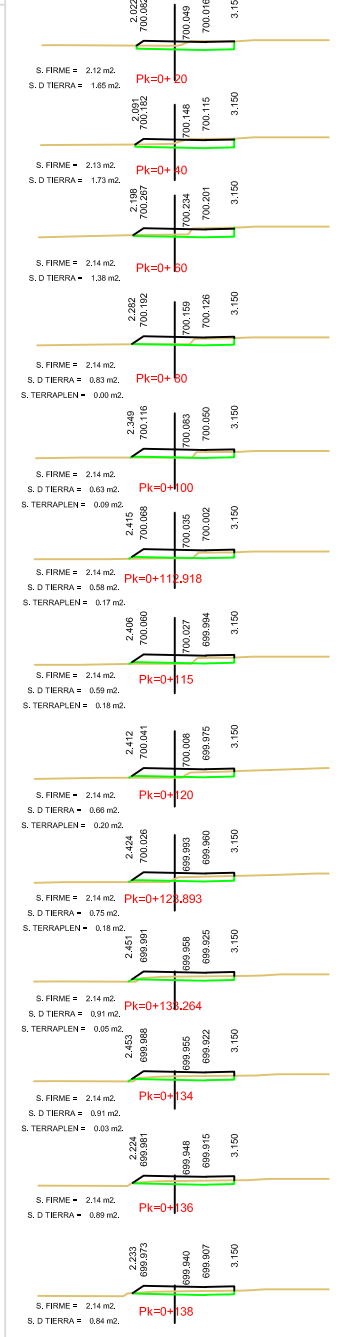 2.022 700.082 700.049 700.016 3.150
Pk=0+ 20
S. FIRME = 2.12 m2.
S. D TIERRA = 1.65 m2.
2.091 700.182 700.148 700.115 3.150
Pk=0+ 40
S. FIRME = 2.13 m2.
S. D TIERRA = 1.73 m2.
2.198 700.267 700.234 700.201 3.150
Pk=0+ 60
S. FIRME = 2.14 m2.
S. D TIERRA = 1.38 m2.
2.282 700.192 700.159 700.126 3.150
Pk=0+ 80
S. FIRME = 2.14 m2.
S. D TIERRA = 0.83 m2.
S. TERRAPLEN = 0.00 m2.
2.349 700.116 700.083 700.050 3.150
Pk=0+100
S. FIRME = 2.14 m2.
S. D TIERRA = 0.63 m2.
S. TERRAPLEN = 0.09 m2.
2.415 700.068 700.035 700.002 3.150
Pk=0+112.918
S. FIRME = 2.14 m2.
S. D TIERRA = 0.58 m2.
S. TERRAPLEN = 0.17 m2.
2.406 700.060 700.027 699.994 3.150
Pk=0+115
S. FIRME = 2.14 m2.
S. D TIERRA = 0.59 m2.
S. TERRAPLEN = 0.18 m2.
2.412 700.041 700.008 699.975 3.150
Pk=0+120
S. FIRME = 2.14 m2.
S. D TIERRA = 0.66 m2.
S. TERRAPLEN = 0.20 m2.
2.424 700.026 699.993 699.960 3.150
Pk=0+123.893
S. FIRME = 2.14 m2.
S. D TIERRA = 0.75 m2.
S. TERRAPLEN = 0.18 m2.
2.451 699.991 699.958 699.925 3.150
Pk=0+133.264
S. FIRME = 2.14 m2.
S. D TIERRA = 0.91 m2.
S. TERRAPLEN = 0.05 m2.
2.453 699.988 699.955 699.922 3.150
Pk=0+134
S. FIRME = 2.14 m2.
S. D TIERRA = 0.91 m2.
S. TERRAPLEN = 0.03 m2.
2.224 699.981 699.948 699.915 3.150
Pk=0+136
S. FIRME = 2.14 m2.
S. D TIERRA = 0.89 m2.
2.233 699.973 699.940 699.907 3.150
Pk=0+138
S. FIRME = 2.14 m2.
S. D TIERRA = 0.84 m2.